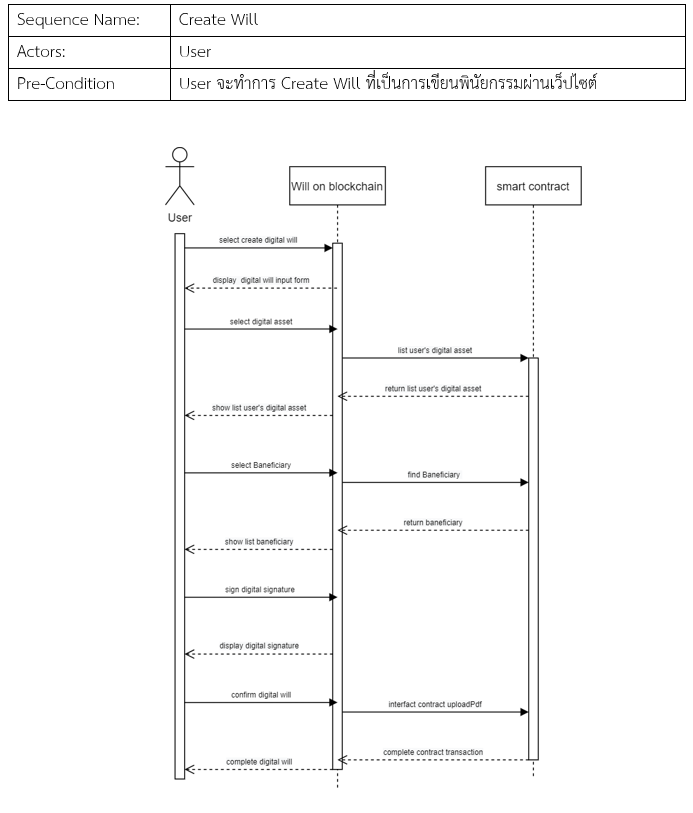 Sequence Name: Create Will
Actors: User
Pre-Condition User จะทำการ Create Will ที่เป็นการเขียนพินัยกรรมผ่านเว็ปไซต์
Will on blockchain
smart contract
User
select create digital will
display digital will input form
select digital asset
list user's digital asset
return list user's digital asset
show list user's digital asset
select Baneficiary
find Baneficiary
return baneficiary
show list baneficiary
sign digital signature
display digital signature
confirm digital will
interfact contract uploadPdf
complete contract transaction
complete digital will